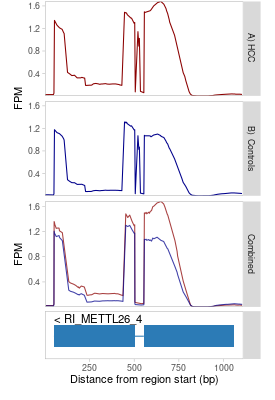 1.6
1.2
0.8
0.4
FPM
A) HCC
1.6
1.2
0.8
0.4
FPM
B) Controls
1.6
1.2
0.8
0.4
FPM
Combined
< RI_METTL26_4
250 500 750 1000
Distance from region start (bp)